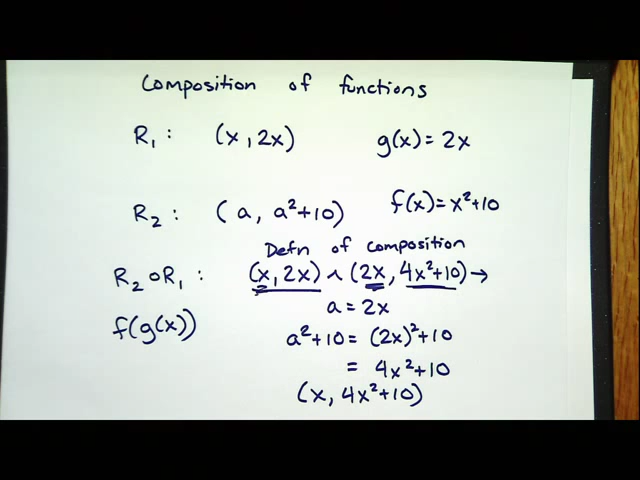 Composition of functions
R₁ : (x, 2x) g(x) = 2x
R₂ : (a, a²+10) f(x) = x²+10
Defn of composition
R₂∘R₁ : (x, 2x) ∧ (2x, 4x²+10) →
f(g(x)) a = 2x
a²+10 = (2x)²+10
= 4x²+10
(x, 4x²+10)